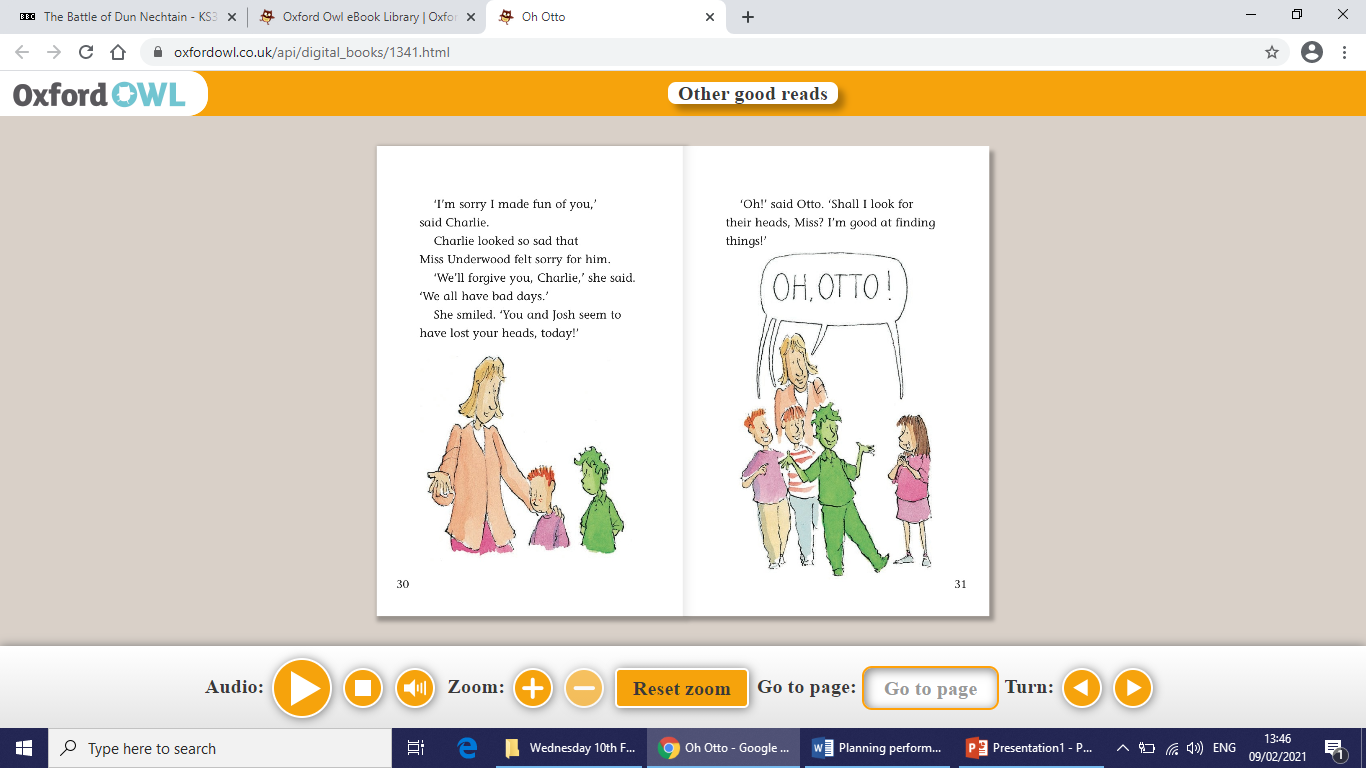 The Battle of Dun Nechtain - KS3
Oxford Owl eBook Library | Oxfor
Oh Otto
oxfordowl.co.uk/api/digital_books/1341.html
Oxford OWL
Other good reads
'I'm sorry I made fun of you,'
said Charlie.
Charlie looked so sad that
Miss Underwood felt sorry for him.
'We'll forgive you, Charlie,' she said.
'We all have bad days.'
She smiled. 'You and Josh seem to
have lost your heads, today!'
30
'Oh!' said Otto. 'Shall I look for
their heads, Miss? I'm good at finding
things!'
OH, OTTO!
31
Audio:
Zoom:
Reset zoom
Go to page:
Go to page
Turn:
Type here to search
Wednesday 10th F...
Oh Otto - Google ...
Planning perform...
Presentation1 - P...
ENG
13:46
09/02/2021
1